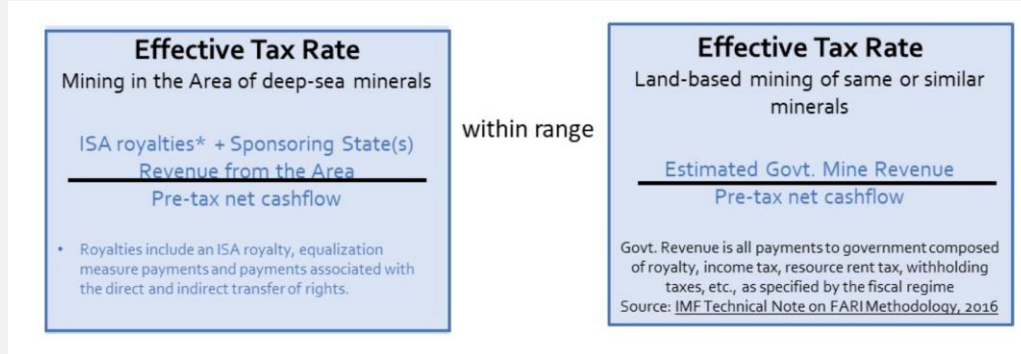 Effective Tax Rate
Mining in the Area of deep-sea minerals
ISA royalties* + Sponsoring State(s)
Revenue from the Area
Pre-tax net cashflow
• Royalties include an ISA royalty, equalization
measure payments and payments associated with
the direct and indirect transfer of rights.
within range
Effective Tax Rate
Land-based mining of same or similar
minerals
Estimated Govt. Mine Revenue
Pre-tax net cashflow
Govt. Revenue is all payments to government composed
of royalty, income tax, resource rent tax, withholding
taxes, etc., as specified by the fiscal regime
Source: IMF Technical Note on FARI Methodology, 2016